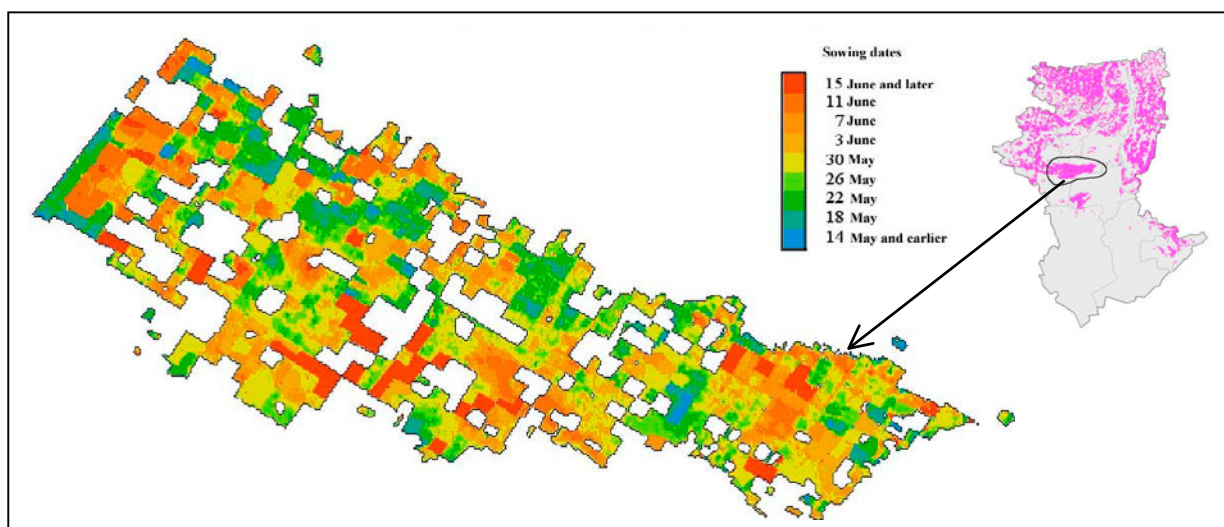 Sowing dates
15 June and later
11 June
7 June
3 June
30 May
26 May
22 May
18 May
14 May and earlier